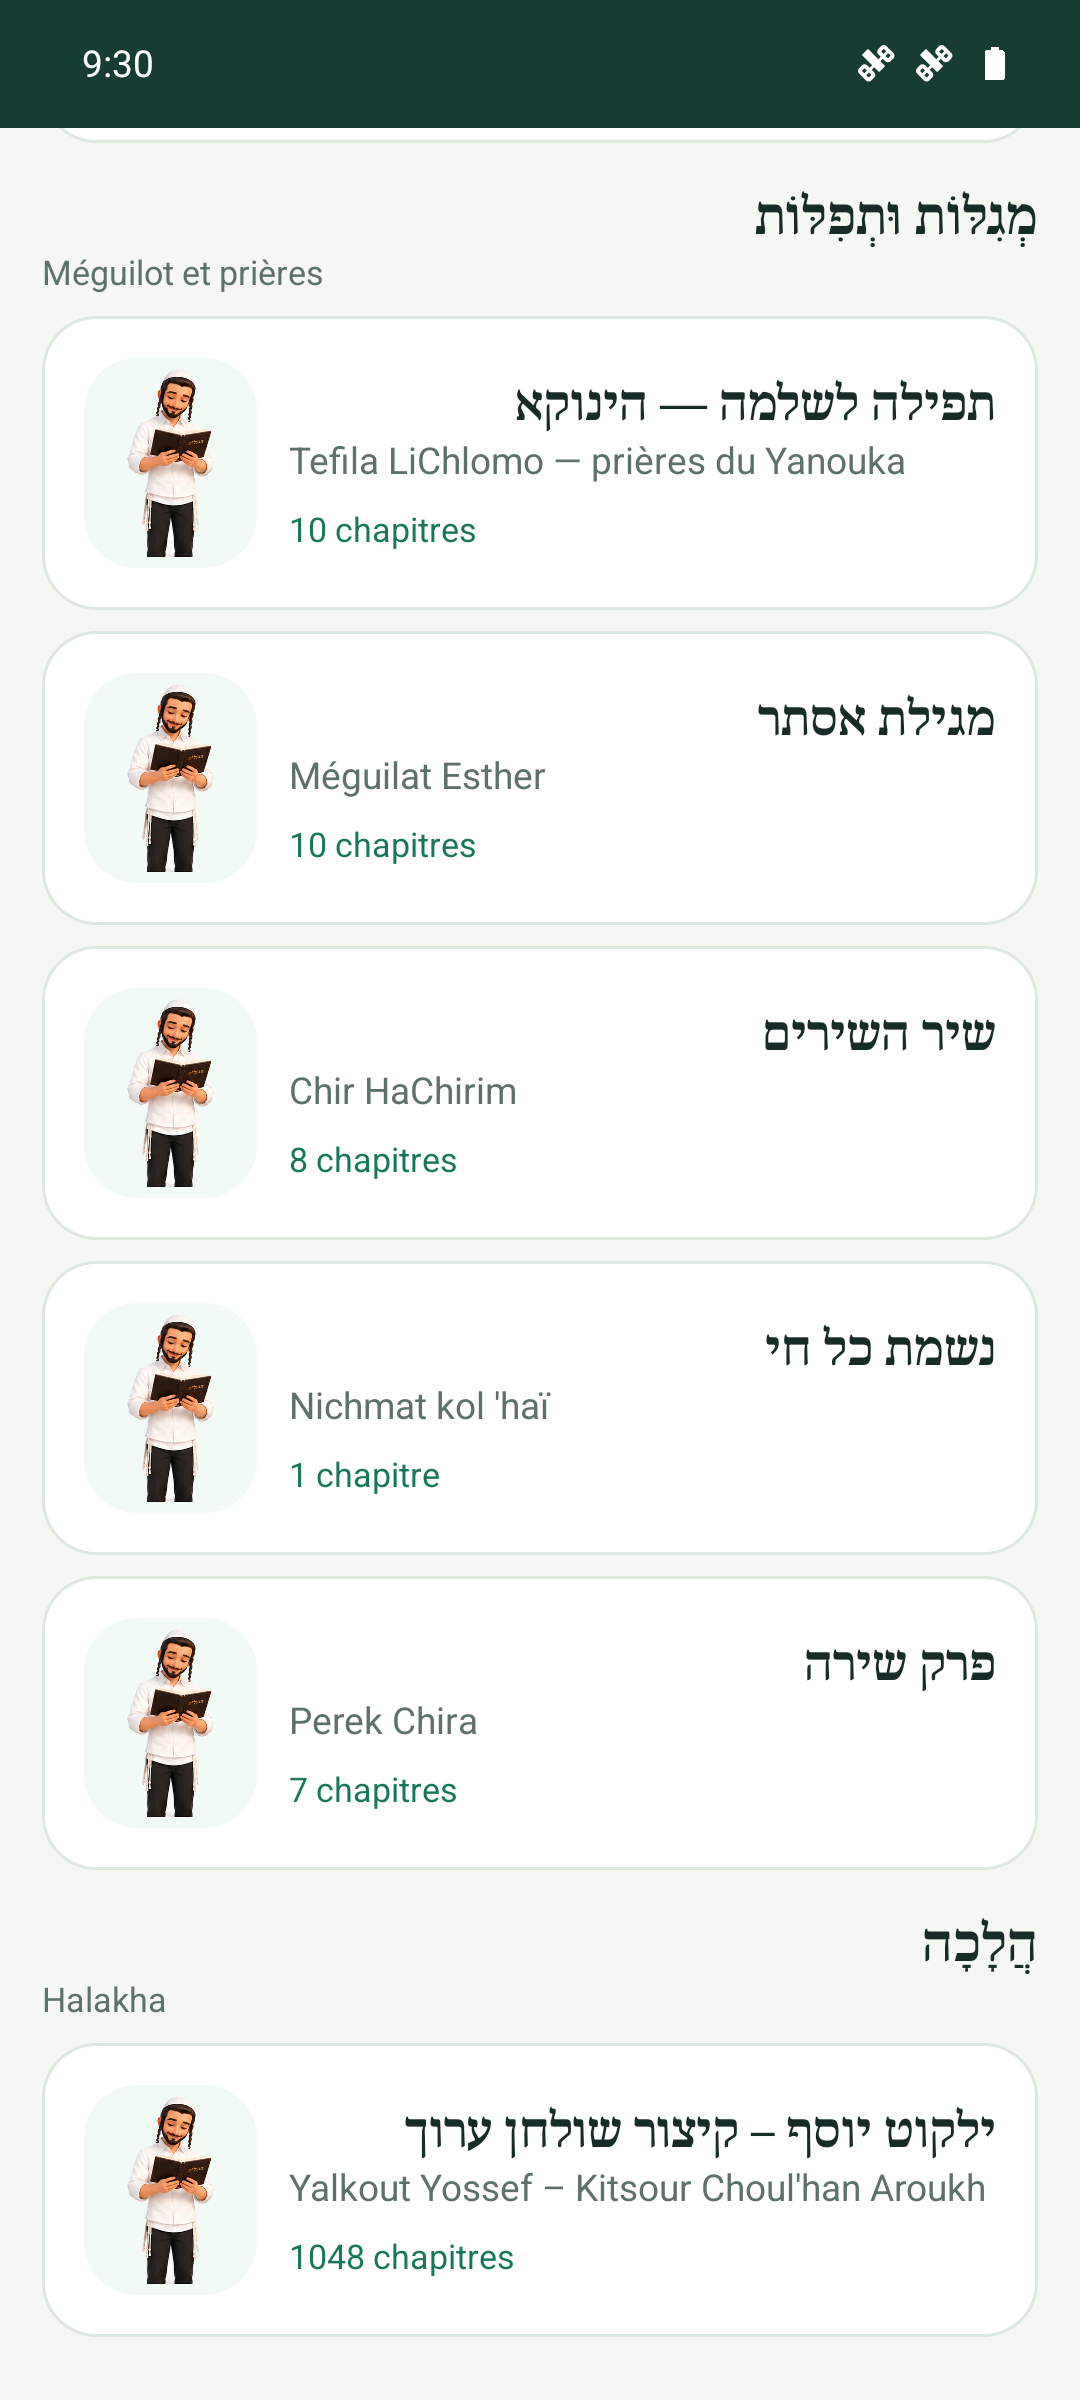 9:30
מְגִלּוֹת וּתְפִלּוֹת
Méguilot et prières
תפילה לשלמה — הינוקא
Tefila LiChlomo — prières du Yanouka
10 chapitres
מגילת אסתר
Méguilat Esther
10 chapitres
שיר השירים
Chir HaChirim
8 chapitres
נשמת כל חי
Nichmat kol 'haï
1 chapitre
פרק שירה
Perek Chira
7 chapitres
הֲלָכָה
Halakha
ילקוט יוסף – קיצור שולחן ערוך
Yalkout Yossef – Kitsour Choul'han Aroukh
1048 chapitres